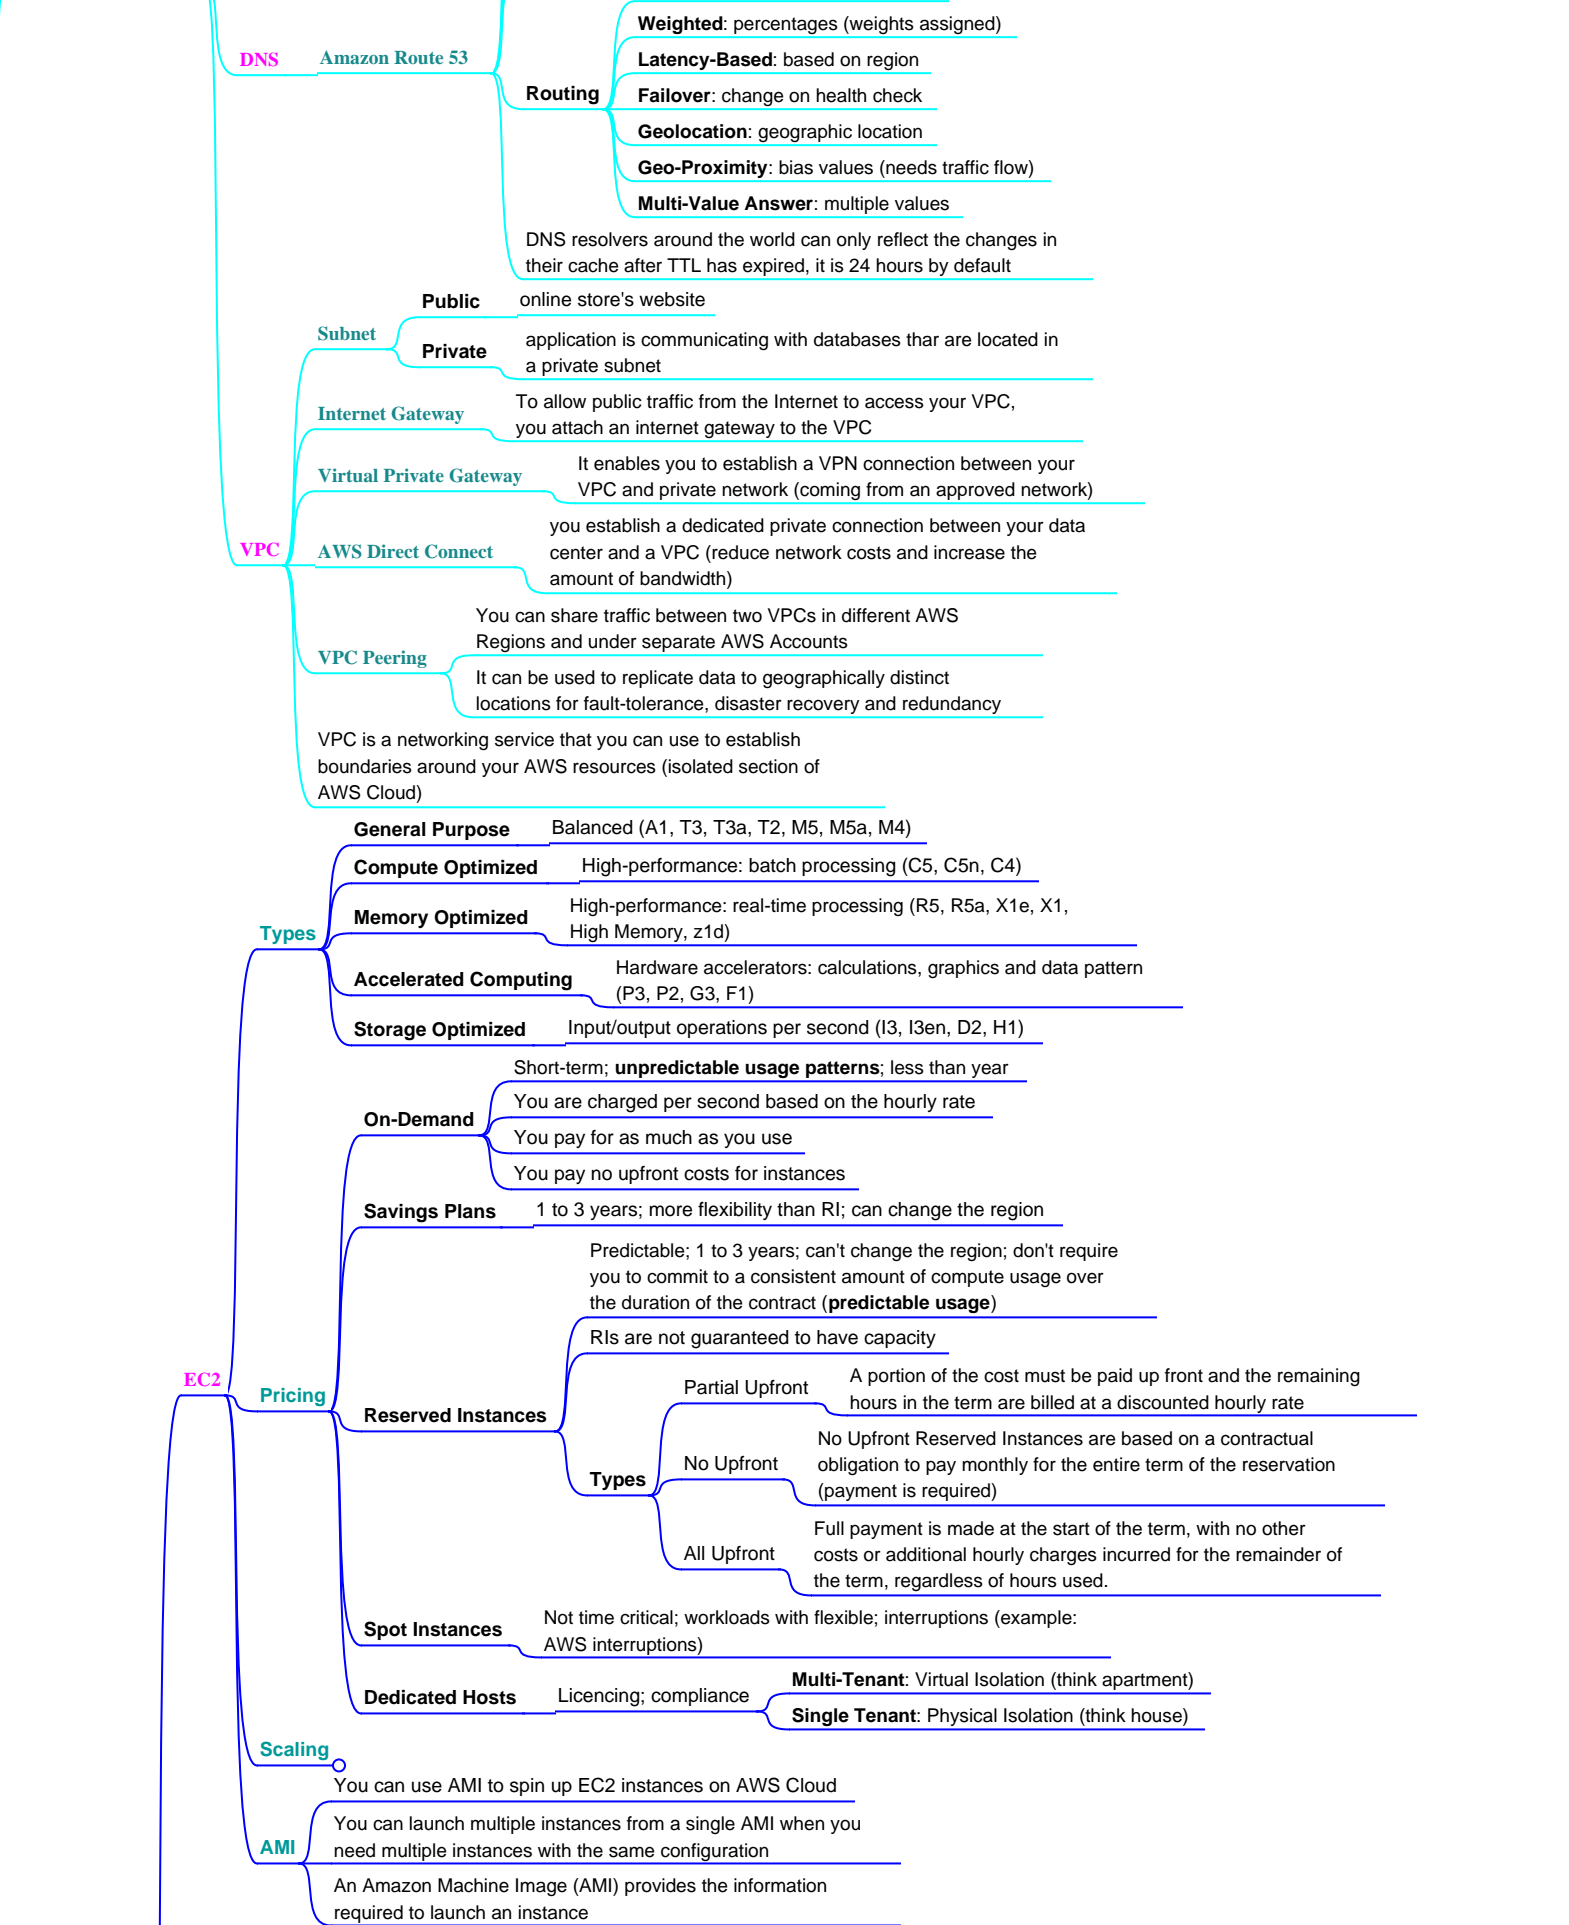 Weighted: percentages (weights assigned)
DNS
Amazon Route 53
Latency-Based: based on region
Routing
Failover: change on health check
Geolocation: geographic location
Geo-Proximity: bias values (needs traffic flow)
Multi-Value Answer: multiple values
DNS resolvers around the world can only reflect the changes in
their cache after TTL has expired, it is 24 hours by default
Public
online store's website
Subnet
Private
application is communicating with databases thar are located in
a private subnet
Internet Gateway
To allow public traffic from the Internet to access your VPC,
you attach an internet gateway to the VPC
Virtual Private Gateway
It enables you to establish a VPN connection between your
VPC and private network (coming from an approved network)
VPC
AWS Direct Connect
you establish a dedicated private connection between your data
center and a VPC (reduce network costs and increase the
amount of bandwidth)
VPC Peering
You can share traffic between two VPCs in different AWS
Regions and under separate AWS Accounts
It can be used to replicate data to geographically distinct
locations for fault-tolerance, disaster recovery and redundancy
VPC is a networking service that you can use to establish
boundaries around your AWS resources (isolated section of
AWS Cloud)
General Purpose
Balanced (A1, T3, T3a, T2, M5, M5a, M4)
Compute Optimized
High-performance: batch processing (C5, C5n, C4)
Types
Memory Optimized
High-performance: real-time processing (R5, R5a, X1e, X1,
High Memory, z1d)
Accelerated Computing
Hardware accelerators: calculations, graphics and data pattern
(P3, P2, G3, F1)
Storage Optimized
Input/output operations per second (I3, I3en, D2, H1)
On-Demand
Short-term; unpredictable usage patterns; less than year
You are charged per second based on the hourly rate
You pay for as much as you use
You pay no upfront costs for instances
Savings Plans
1 to 3 years; more flexibility than RI; can change the region
EC2
Pricing
Reserved Instances
Predictable; 1 to 3 years; can't change the region; don't require
you to commit to a consistent amount of compute usage over
the duration of the contract (predictable usage)
RIs are not guaranteed to have capacity
Types
Partial Upfront
A portion of the cost must be paid up front and the remaining
hours in the term are billed at a discounted hourly rate
No Upfront
No Upfront Reserved Instances are based on a contractual
obligation to pay monthly for the entire term of the reservation
(payment is required)
All Upfront
Full payment is made at the start of the term, with no other
costs or additional hourly charges incurred for the remainder of
the term, regardless of hours used.
Spot Instances
Not time critical; workloads with flexible; interruptions (example:
AWS interruptions)
Dedicated Hosts
Licencing; compliance
Multi-Tenant: Virtual Isolation (think apartment)
Single Tenant: Physical Isolation (think house)
Scaling
AMI
You can use AMI to spin up EC2 instances on AWS Cloud
You can launch multiple instances from a single AMI when you
need multiple instances with the same configuration
An Amazon Machine Image (AMI) provides the information
required to launch an instance